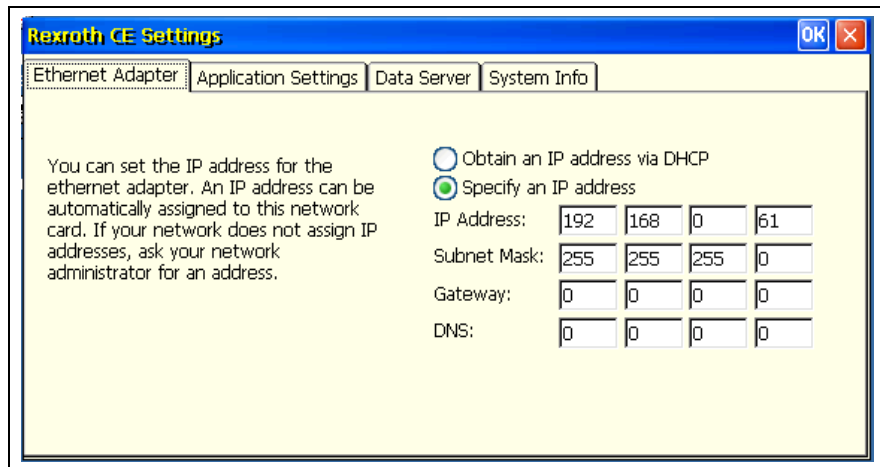 Rexroth CE Settings OK
Ethernet Adapter Application Settings Data Server System Info
You can set the IP address for the
ethernet adapter. An IP address can be
automatically assigned to this network
card. If your network does not assign IP
addresses, ask your network
administrator for an address.
Obtain an IP address via DHCP
Specify an IP address
IP Address: 192 168 0 61
Subnet Mask: 255 255 255 0
Gateway: 0 0 0 0
DNS: 0 0 0 0